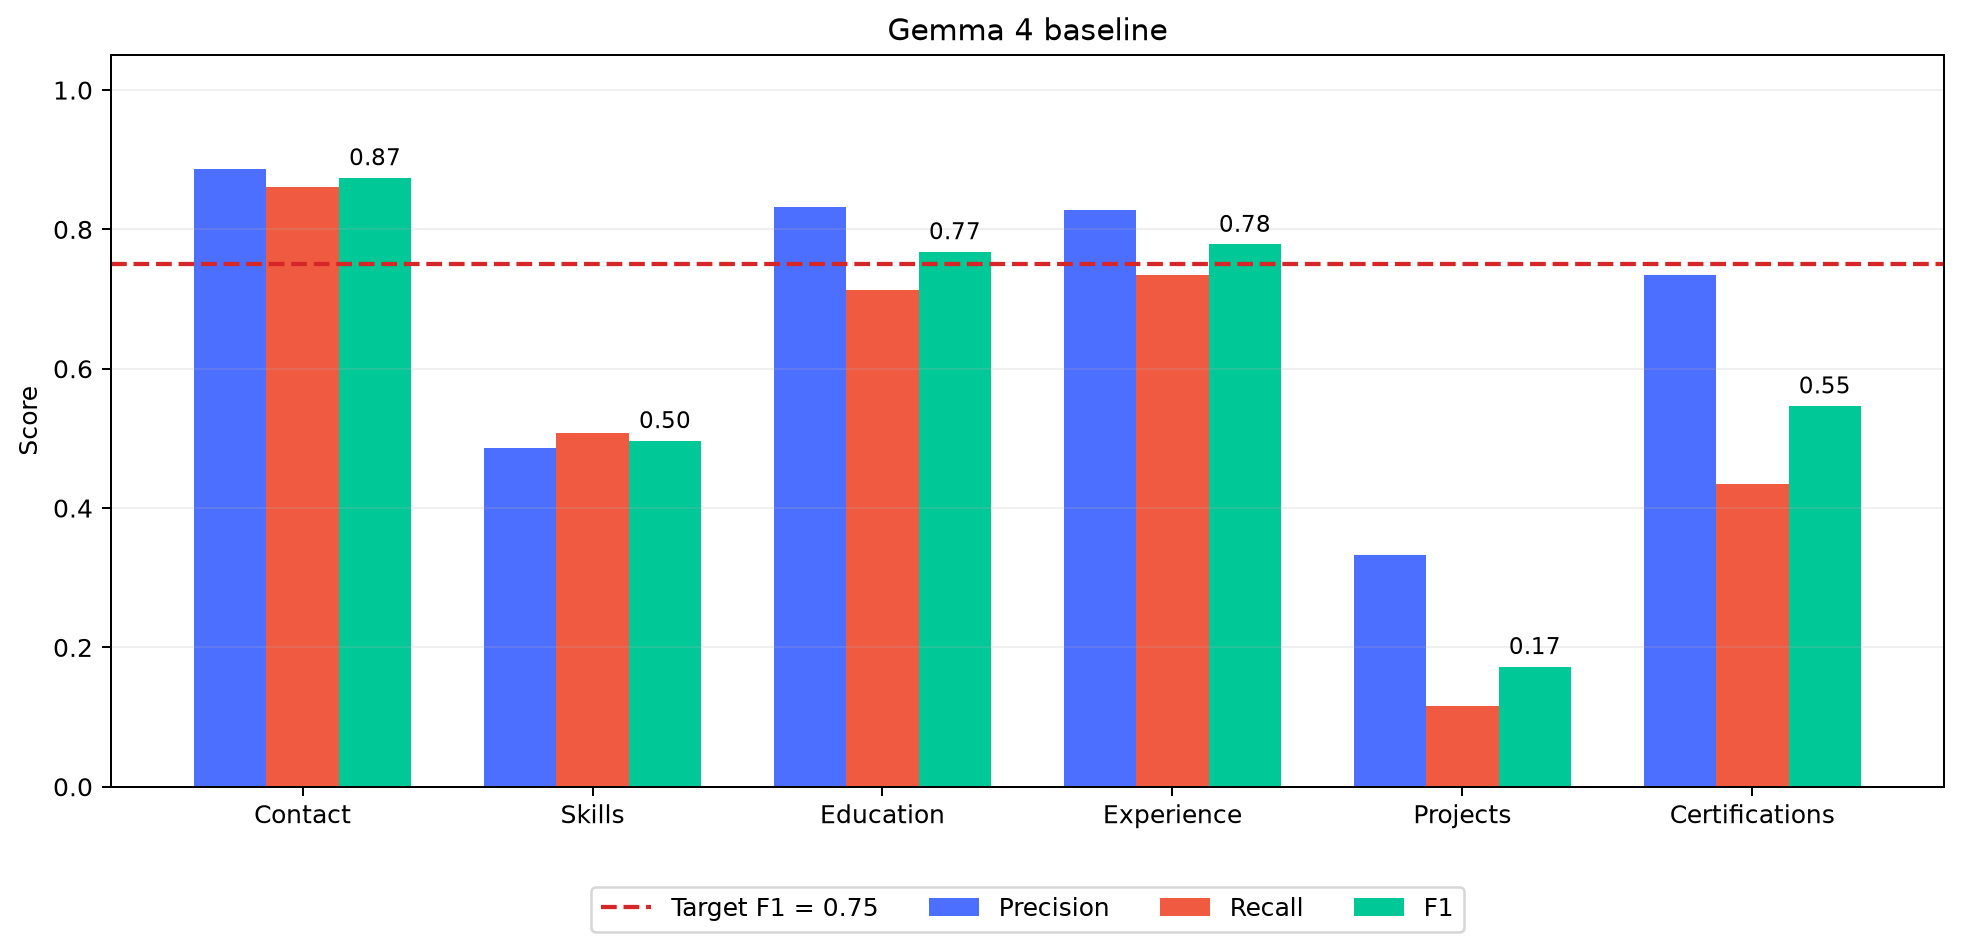 Gemma 4 baseline
1.0
0.8
0.6
0.4
0.2
0.0
Score
0.87
0.50
0.77
0.78
0.17
0.55
Contact
Skills
Education
Experience
Projects
Certifications
Target F1 = 0.75
Precision
Recall
F1